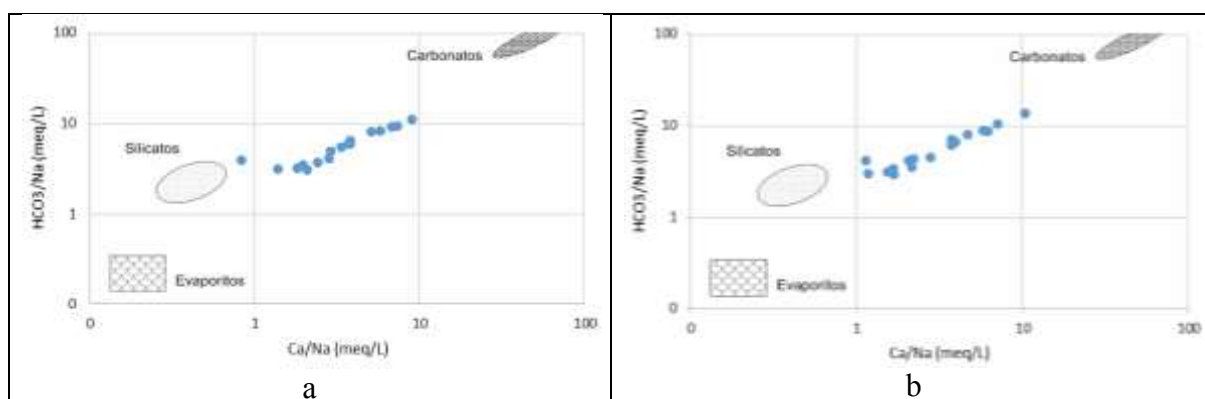 100
Carbonatos
10
Silicatos
1
Evaporitos
0
HCO3/Na (meq/L)
0 1 10 100
Ca/Na (meq/L)
a
100
Carbonatos
10
Silicatos
1
Evaporitos
0
HCO3/Na (meq/L)
0 1 10 100
Ca/Na (meq/L)
b